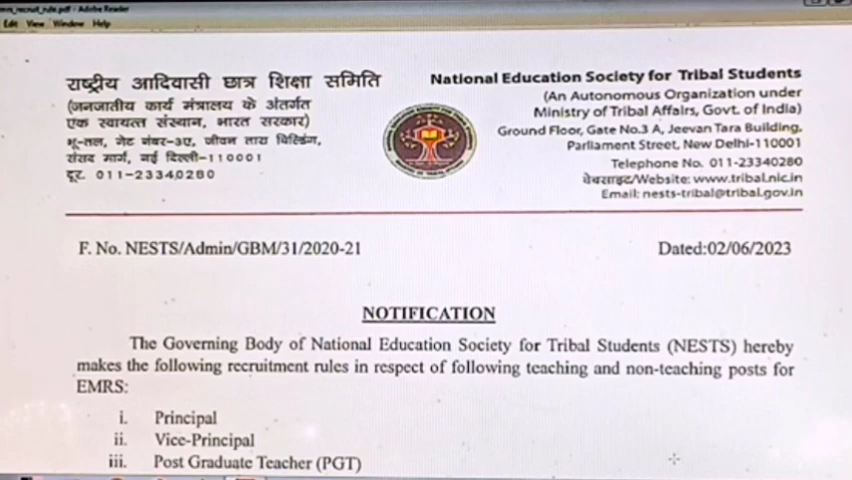 emrs_recruit_rule.pdf - Adobe Reader
Edit View Window Help
राष्ट्रीय आदिवासी छात्र शिक्षा समिति
(जनजातीय कार्य मंत्रालय के अंतर्गत
एक स्वायत्त संस्थान, भारत सरकार)
भू-तल, गेट नंबर-3ए, जीवन तारा बिल्डिंग,
संसद मार्ग, नई दिल्ली-110001
दूर. 011-23340280
National Education Society for Tribal Students
(An Autonomous Organization under
Ministry of Tribal Affairs, Govt. of India)
Ground Floor, Gate No.3 A, Jeevan Tara Building,
Parliament Street, New Delhi-110001
Telephone No. 011-23340280
वेबसाइट/Website: www.tribal.nic.in
Email: nests-tribal@tribal.gov.in
F. No. NESTS/Admin/GBM/31/2020-21
Dated:02/06/2023
NOTIFICATION
The Governing Body of National Education Society for Tribal Students (NESTS) hereby
makes the following recruitment rules in respect of following teaching and non-teaching posts for
EMRS:
i. Principal
ii. Vice-Principal
iii. Post Graduate Teacher (PGT)